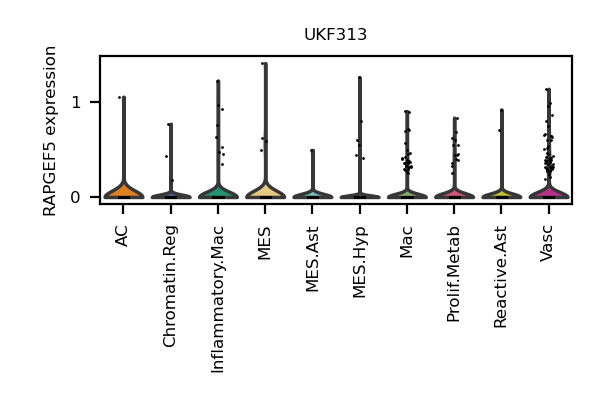 UKF313
RAPGEF5 expression
1
0
AC
Chromatin.Reg
Inflammatory.Mac
MES
MES.Ast
MES.Hyp
Mac
Prolif.Metab
Reactive.Ast
Vasc